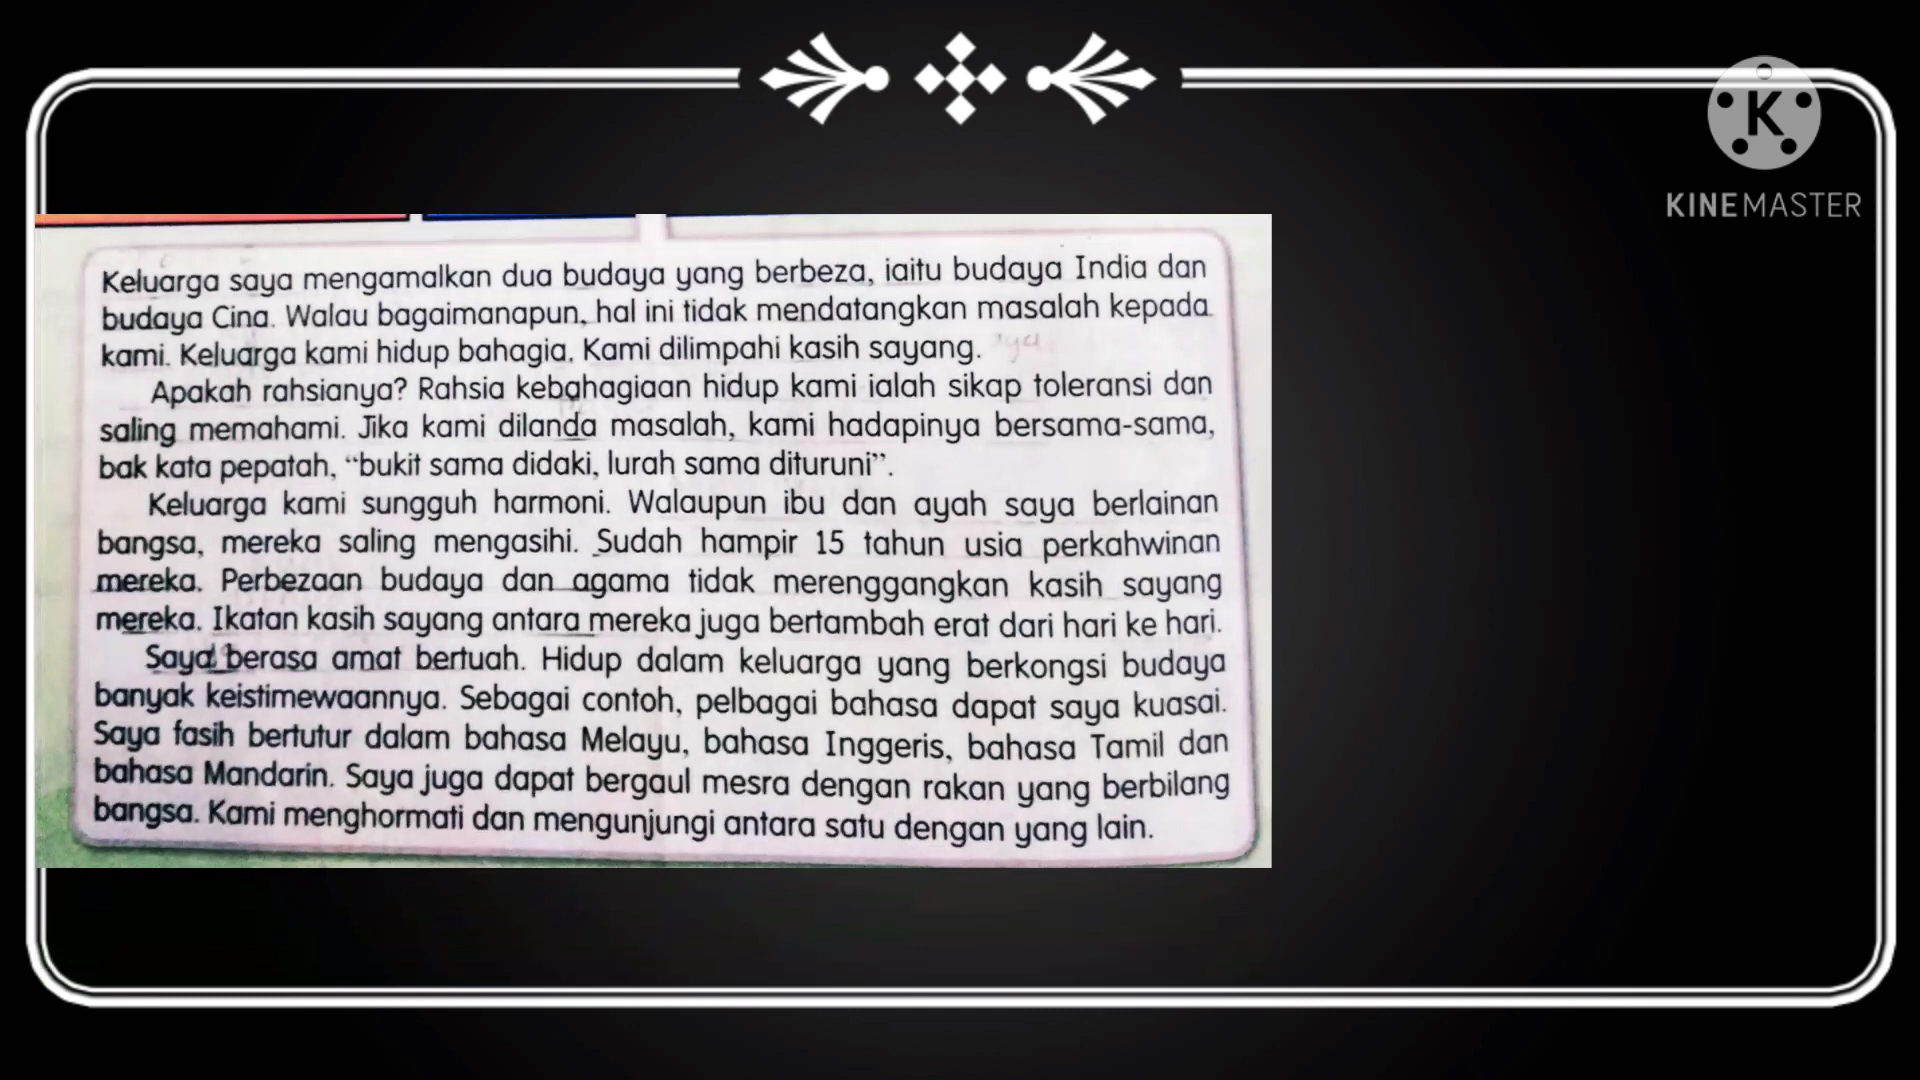 K
KINEMASTER
Keluarga saya mengamalkan dua budaya yang berbeza, iaitu budaya India dan
budaya Cina. Walau bagaimanapun, hal ini tidak mendatangkan masalah kepada
kami. Keluarga kami hidup bahagia. Kami dilimpahi kasih sayang.
Apakah rahsianya? Rahsia kebahagiaan hidup kami ialah sikap toleransi dan
saling memahami. Jika kami dilanda masalah, kami hadapinya bersama-sama,
bak kata pepatah, “bukit sama didaki, lurah sama dituruni”.
Keluarga kami sungguh harmoni. Walaupun ibu dan ayah saya berlainan
bangsa, mereka saling mengasihi. Sudah hampir 15 tahun usia perkahwinan
mereka. Perbezaan budaya dan agama tidak merenggangkan kasih sayang
mereka. Ikatan kasih sayang antara mereka juga bertambah erat dari hari ke hari.
Saya berasa amat bertuah. Hidup dalam keluarga yang berkongsi budaya
banyak keistimewaannya. Sebagai contoh, pelbagai bahasa dapat saya kuasai.
Saya fasih bertutur dalam bahasa Melayu, bahasa Inggeris, bahasa Tamil dan
bahasa Mandarin. Saya juga dapat bergaul mesra dengan rakan yang berbilang
bangsa. Kami menghormati dan mengunjungi antara satu dengan yang lain.